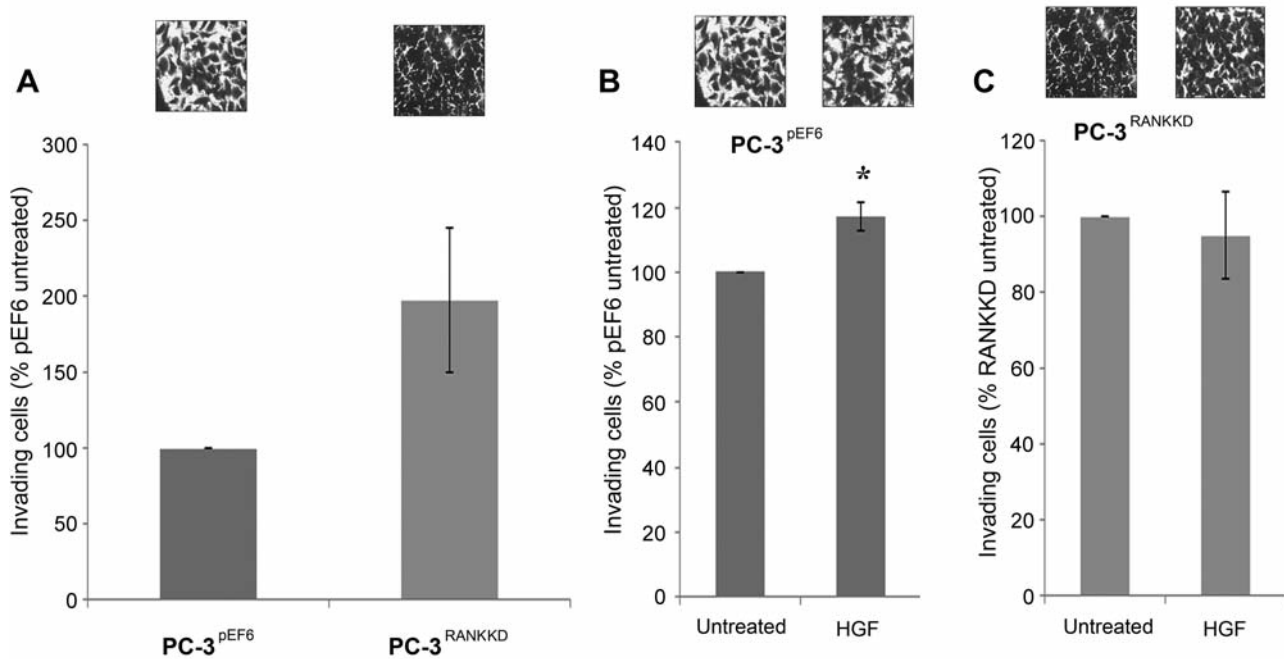 A
300
250
200
150
100
50
0
Invading cells (% pEF6 untreated)
PC-3pEF6
PC-3RANKKD
B
PC-3pEF6
140
120
100
80
60
40
20
0
*
Invading cells (% pEF6 untreated)
Untreated
HGF
C
PC-3RANKKD
120
100
80
60
40
20
0
Invading cells (% RANKKD untreated)
Untreated
HGF